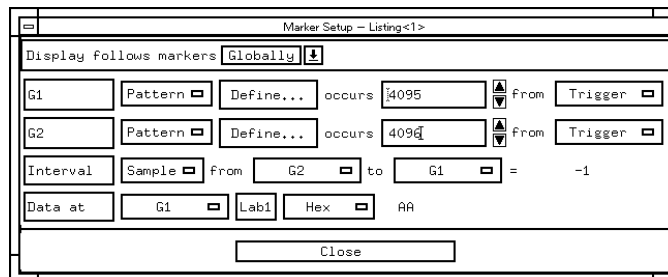 Marker Setup — Listing<1>
Display follows markers Globally
G1 Pattern Define... occurs 4095 from Trigger
G2 Pattern Define... occurs 4096 from Trigger
Interval Sample from G2 to G1 = -1
Data at G1 Lab1 Hex AA
Close